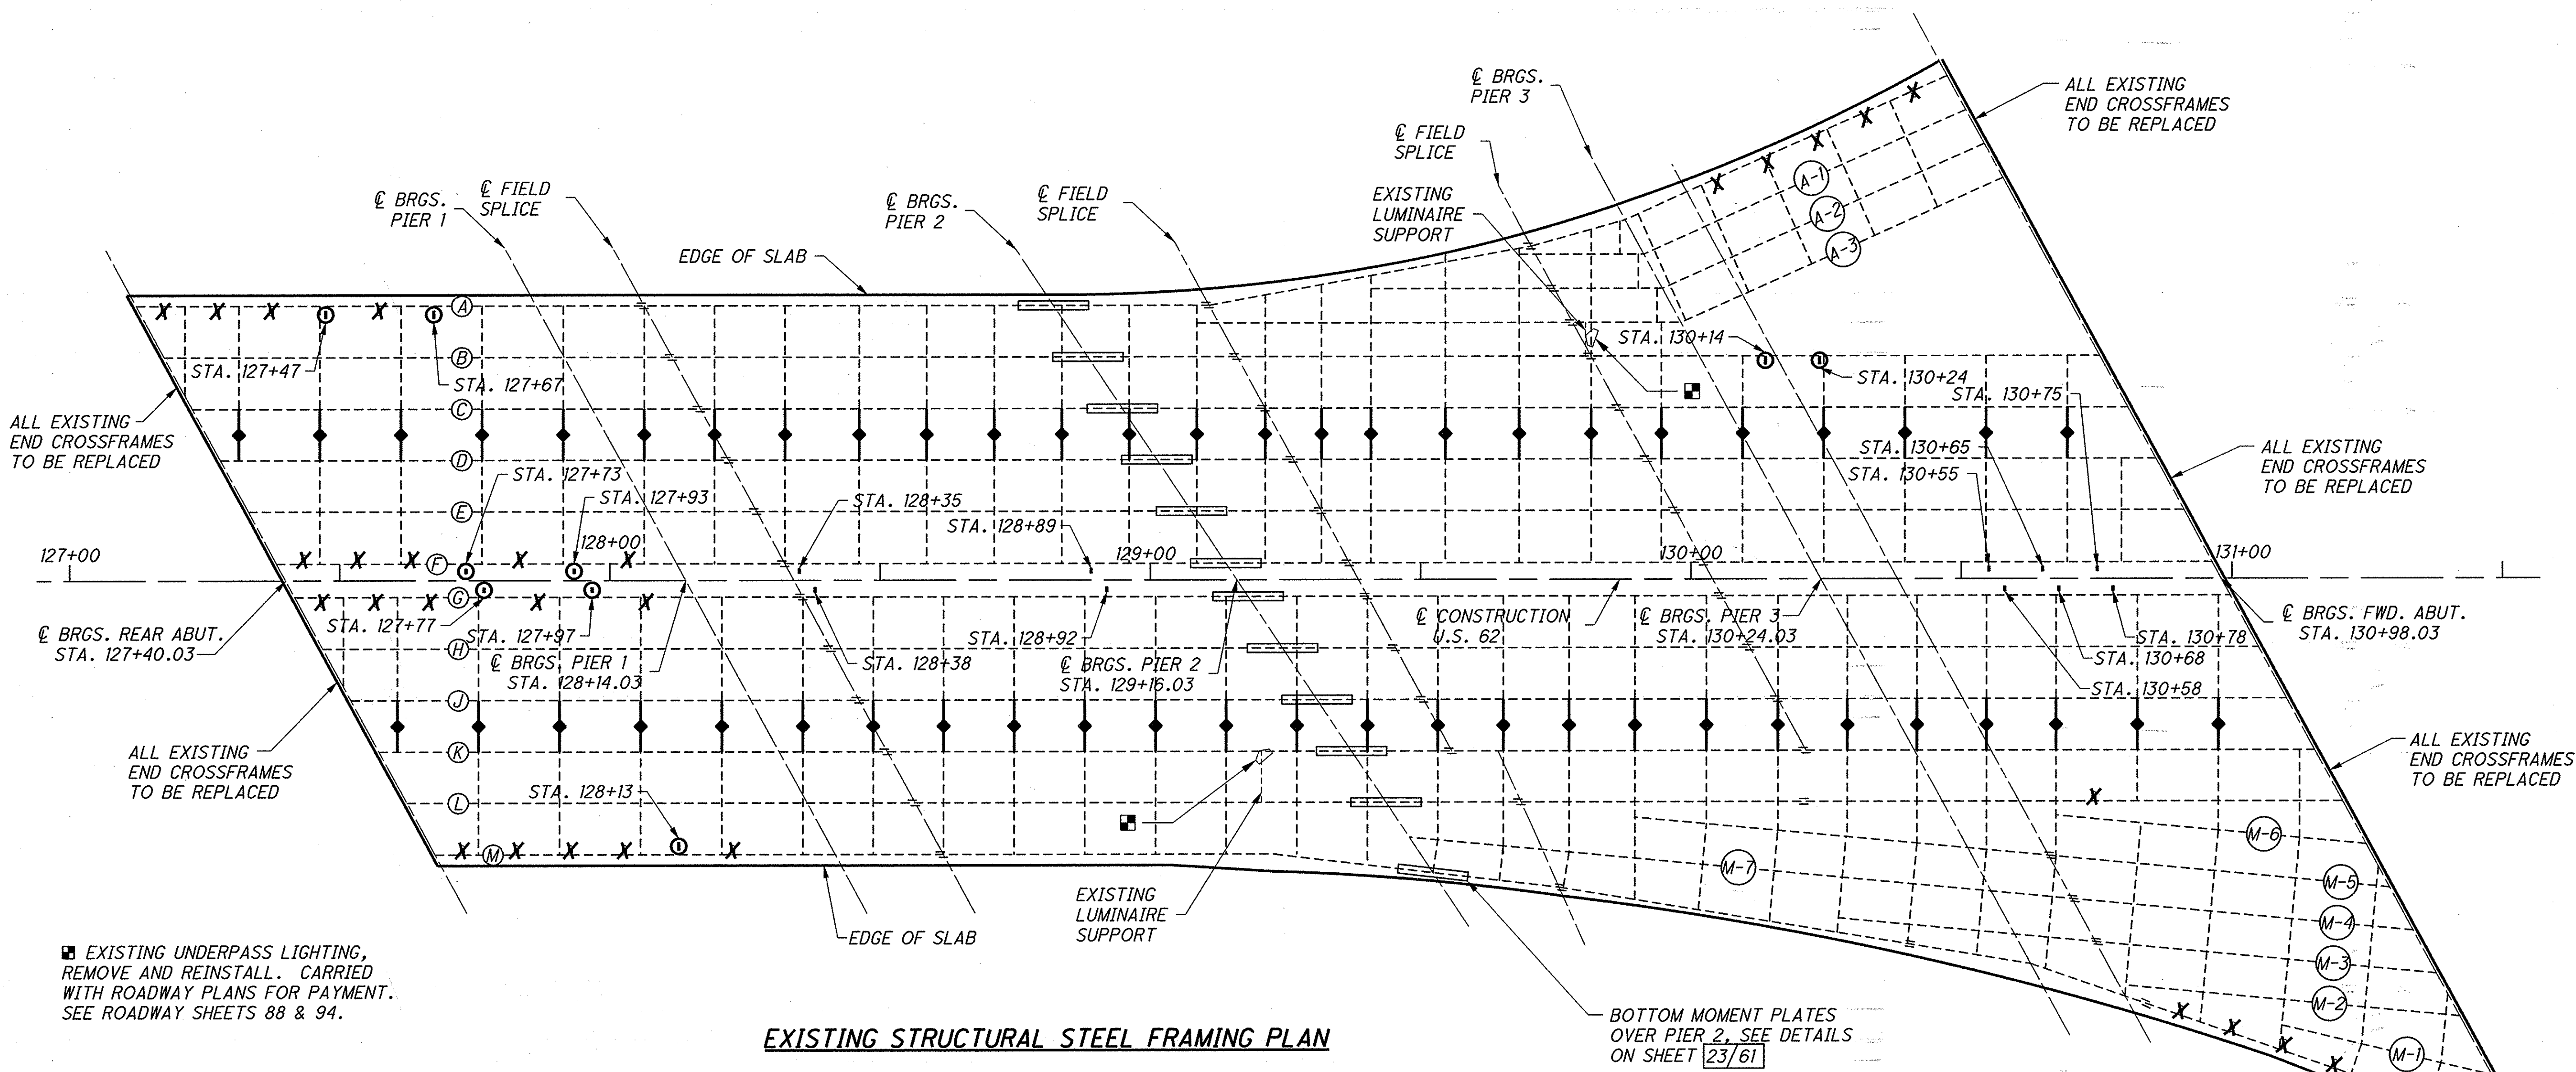 ℄ BRGS.
PIER 3
ALL EXISTING
END CROSSFRAMES
TO BE REPLACED
℄ FIELD
SPLICE
℄ BRGS.
PIER 1
℄ FIELD
SPLICE
℄ BRGS.
PIER 2
℄ FIELD
SPLICE
EXISTING
LUMINAIRE
SUPPORT
A-1
A-2
A-3
EDGE OF SLAB
A
STA. 127+47
STA. 127+67
B
STA. 130+14
STA. 130+24
STA. 130+75
C
ALL EXISTING
END CROSSFRAMES
TO BE REPLACED
D
STA. 130+65
STA. 130+55
ALL EXISTING
END CROSSFRAMES
TO BE REPLACED
STA. 127+73
STA. 127+93
STA. 128+35
STA. 128+89
E
127+00
F
128+00
129+00
130+00
131+00
G
STA. 127+77
STA. 127+97
STA. 128+92
℄ CONSTRUCTION
U.S. 62
℄ BRGS. PIER 3
STA. 130+24.03
STA. 130+78
STA. 130+68
STA. 130+58
℄ BRGS. FWD. ABUT.
STA. 130+98.03
℄ BRGS. REAR ABUT.
STA. 127+40.03
H
℄ BRGS. PIER 1
STA. 128+14.03
STA. 128+38
℄ BRGS. PIER 2
STA. 129+16.03
J
ALL EXISTING
END CROSSFRAMES
TO BE REPLACED
K
ALL EXISTING
END CROSSFRAMES
TO BE REPLACED
STA. 128+13
L
M
M-6
M-7
M-5
M-4
M-3
M-2
M-1
EXISTING
LUMINAIRE
SUPPORT
EDGE OF SLAB
EXISTING UNDERPASS LIGHTING,
REMOVE AND REINSTALL. CARRIED
WITH ROADWAY PLANS FOR PAYMENT.
SEE ROADWAY SHEETS 88 & 94.
BOTTOM MOMENT PLATES
OVER PIER 2, SEE DETAILS
ON SHEET 23/61
EXISTING STRUCTURAL STEEL FRAMING PLAN